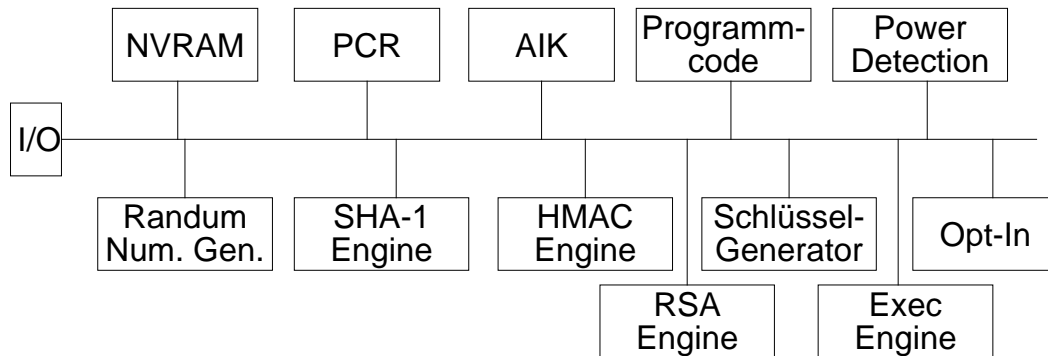 NVRAM
PCR
AIK
Programm-
code
Power
Detection
I/O
Randum
Num. Gen.
SHA-1
Engine
HMAC
Engine
Schlüssel-
Generator
Opt-In
RSA
Engine
Exec
Engine